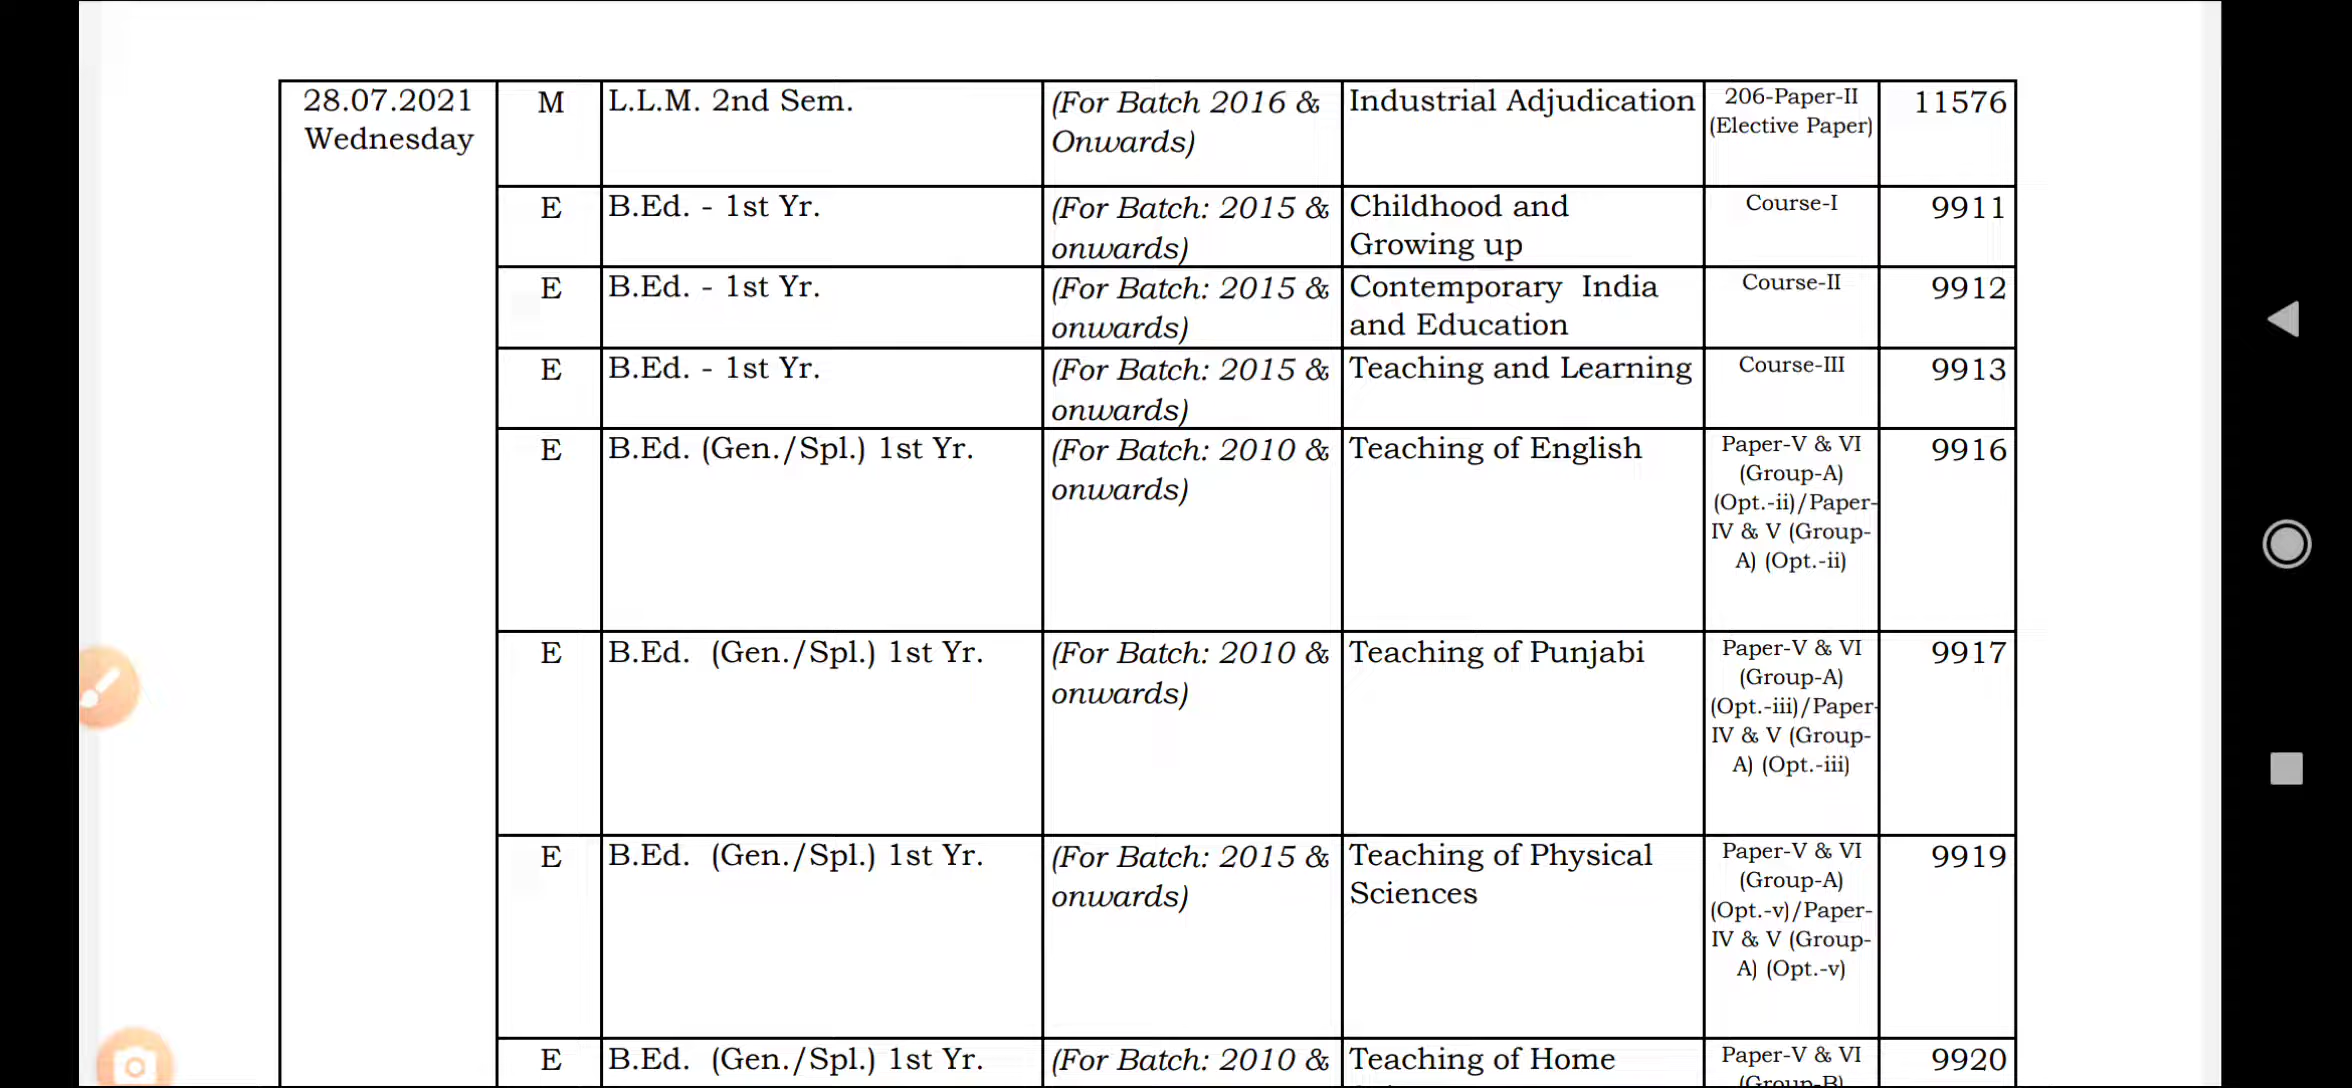 28.07.2021
Wednesday
M
L.L.M. 2nd Sem.
(For Batch 2016 &
Onwards)
Industrial Adjudication
206-Paper-II
(Elective Paper)
11576
E
B.Ed. - 1st Yr.
(For Batch: 2015 &
onwards)
Childhood and
Growing up
Course-I
9911
E
B.Ed. - 1st Yr.
(For Batch: 2015 &
onwards)
Contemporary India
and Education
Course-II
9912
E
B.Ed. - 1st Yr.
(For Batch: 2015 &
onwards)
Teaching and Learning
Course-III
9913
E
B.Ed. (Gen./Spl.) 1st Yr.
(For Batch: 2010 &
onwards)
Teaching of English
Paper-V & VI
(Group-A)
(Opt.-ii)/Paper-
IV & V (Group-
A) (Opt.-ii)
9916
E
B.Ed. (Gen./Spl.) 1st Yr.
(For Batch: 2010 &
onwards)
Teaching of Punjabi
Paper-V & VI
(Group-A)
(Opt.-iii)/Paper-
IV & V (Group-
A) (Opt.-iii)
9917
E
B.Ed. (Gen./Spl.) 1st Yr.
(For Batch: 2015 &
onwards)
Teaching of Physical
Sciences
Paper-V & VI
(Group-A)
(Opt.-v)/Paper-
IV & V (Group-
A) (Opt.-v)
9919
E
B.Ed. (Gen./Spl.) 1st Yr.
(For Batch: 2010 &
Teaching of Home
Paper-V & VI
(Group-B)
9920